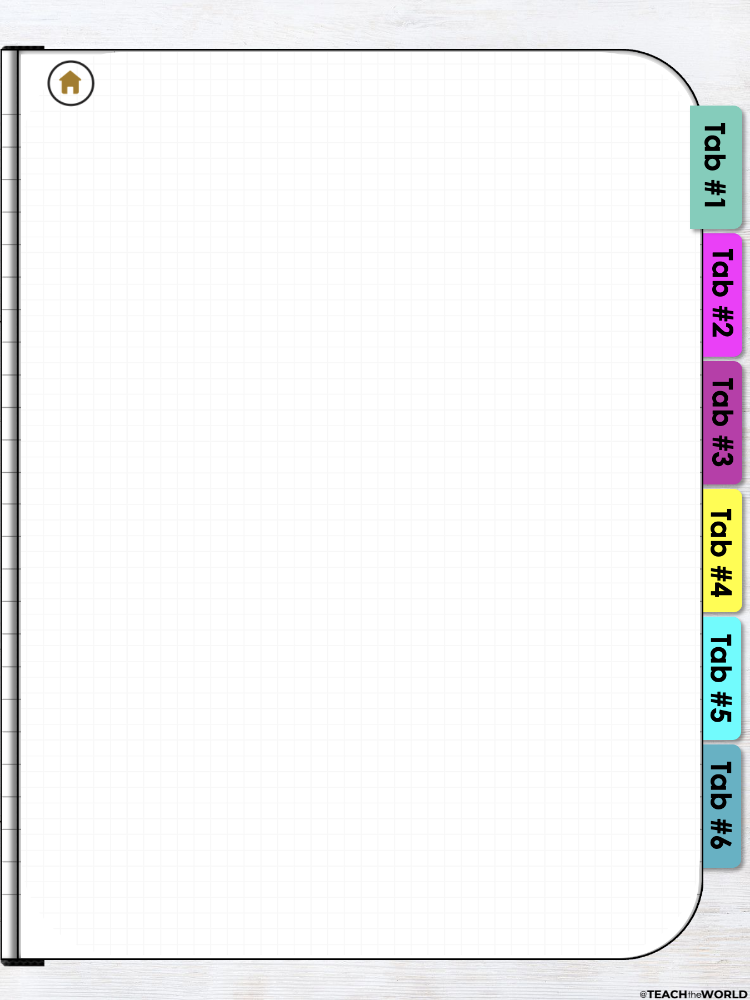 Tab #1
Tab #2
Tab #3
Tab #4
Tab #5
Tab #6
@TEACHtheWORLD